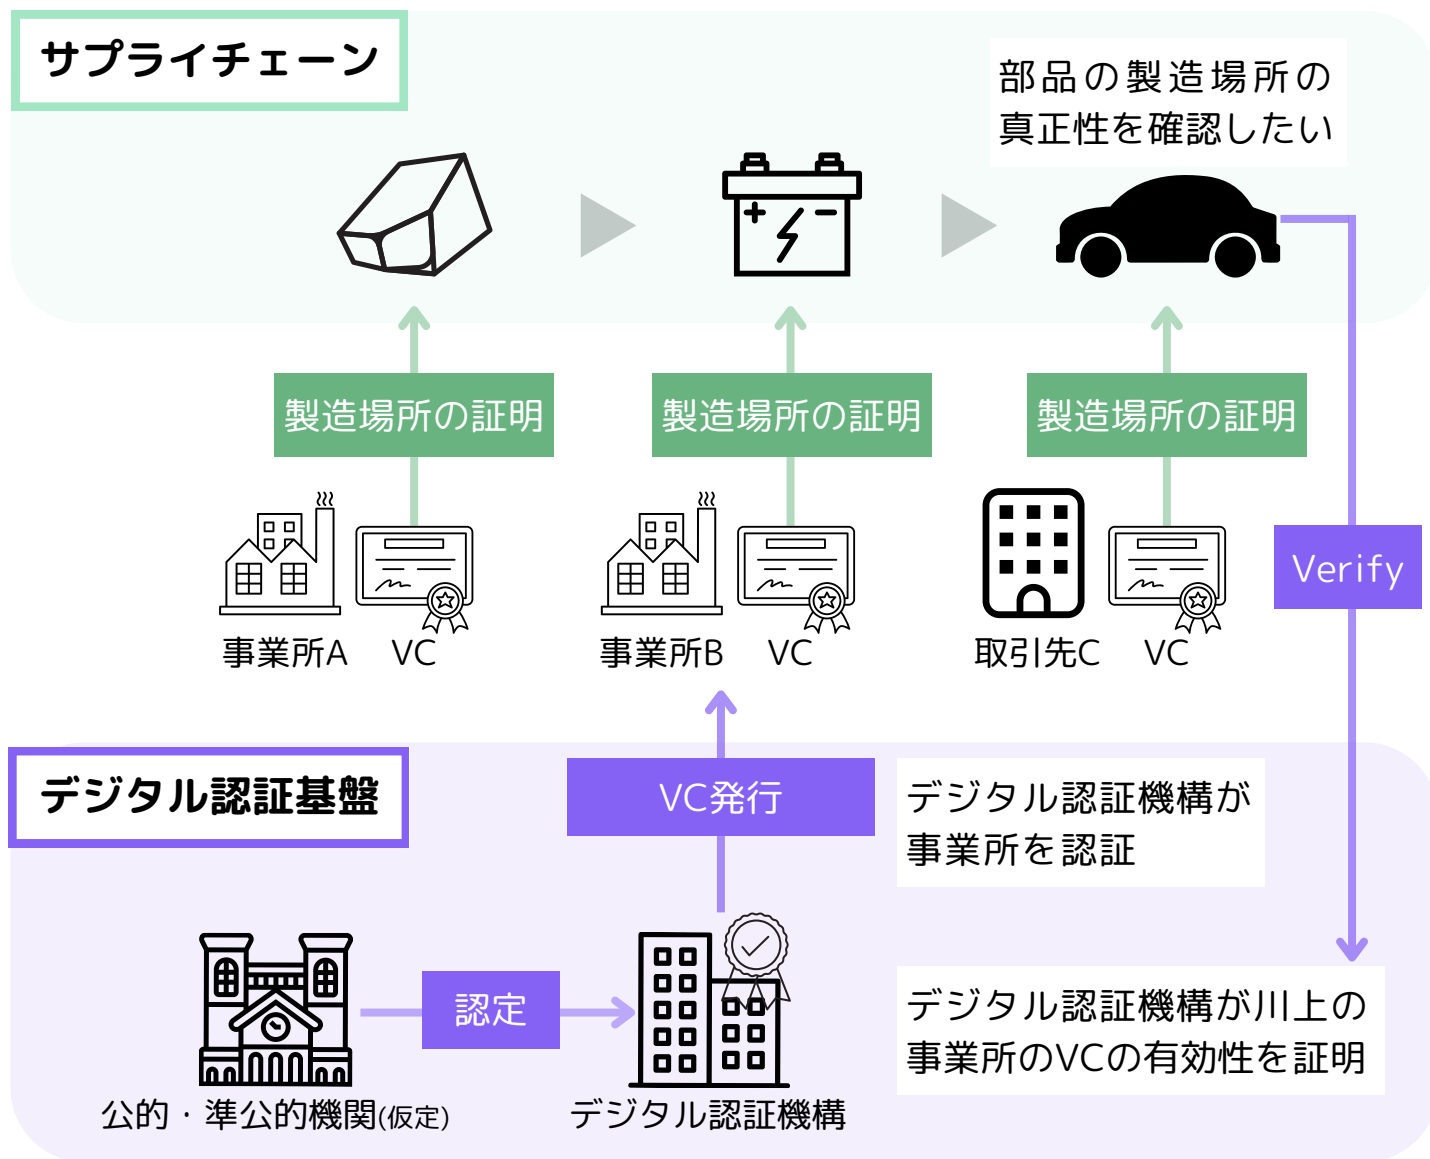 サプライチェーン
部品の製造場所の
真正性を確認したい
製造場所の証明
製造場所の証明
製造場所の証明
Verify
事業所A
VC
事業所B
VC
取引先C
VC
デジタル認証基盤
VC発行
デジタル認証機構が
事業所を認証
認定
デジタル認証機構が川上の
事業所のVCの有効性を証明
公的・準公的機関(仮定)
デジタル認証機構